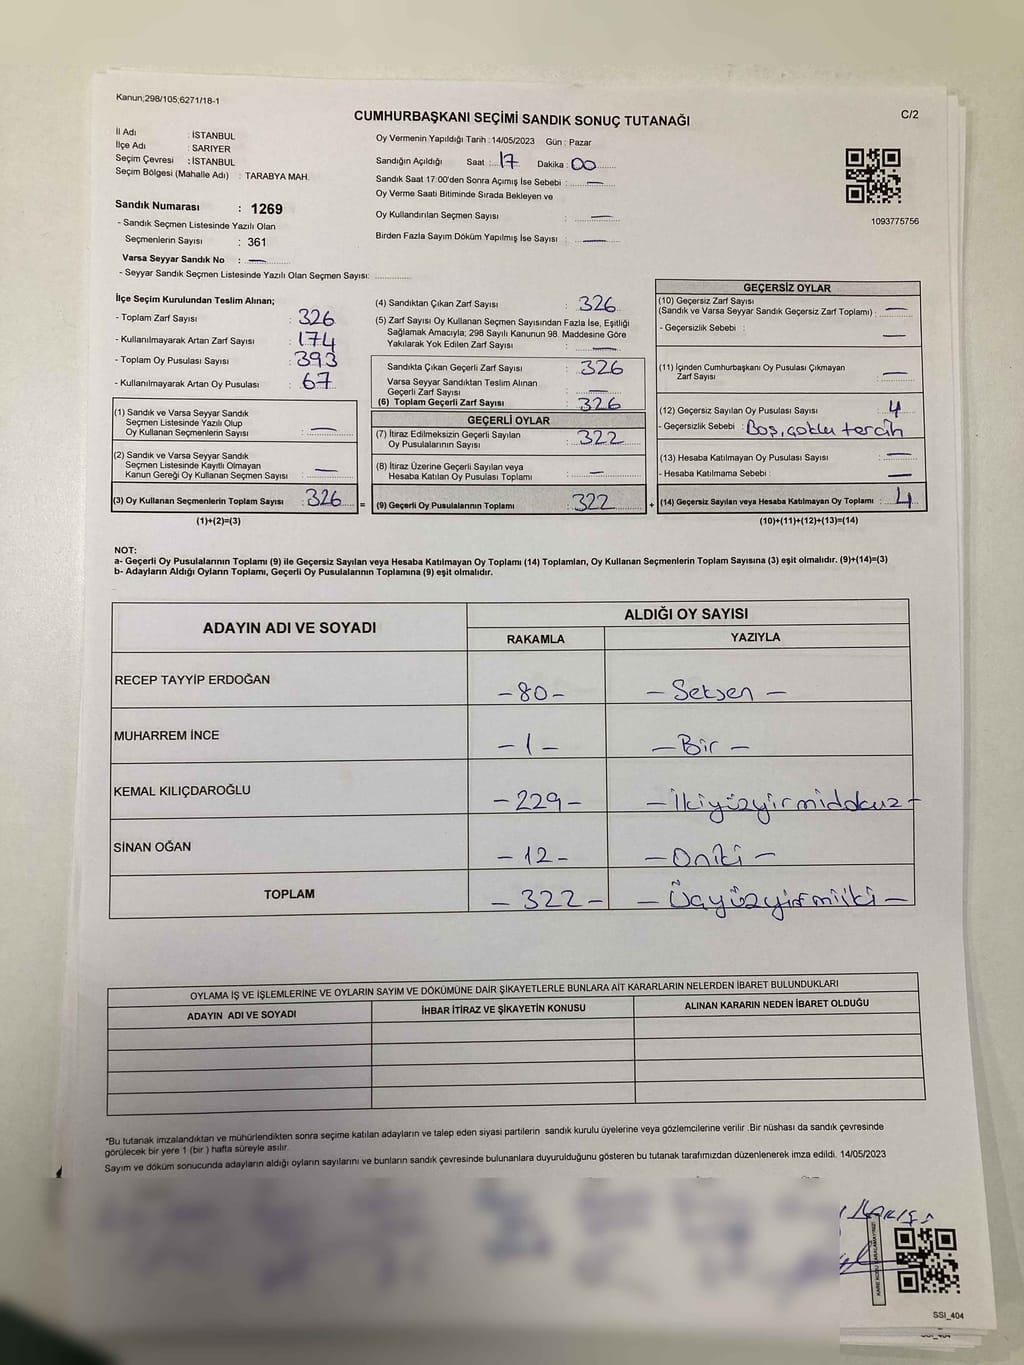 Kanun;298/105;6271/18-1
C/2
CUMHURBAŞKANI SEÇİMİ SANDIK SONUÇ TUTANAĞI
İl Adı : İSTANBUL
İlçe Adı : SARIYER
Seçim Çevresi : İSTANBUL
Seçim Bölgesi (Mahalle Adı) : TARABYA MAH.
Sandık Numarası : 1269
- Sandık Seçmen Listesinde Yazılı Olan
Seçmenlerin Sayısı : 361
Varsa Seyyar Sandık No : —
- Seyyar Sandık Seçmen Listesinde Yazılı Olan Seçmen Sayısı:
Oy Vermenin Yapıldığı Tarih : 14/05/2023 Gün : Pazar
Sandığın Açıldığı Saat : 17 Dakika : 00
Sandık Saat 17:00'den Sonra Açımış İse Sebebi : —
Oy Verme Saati Bitiminde Sırada Bekleyen ve
Oy Kullandırılan Seçmen Sayısı : —
Birden Fazla Sayım Döküm Yapılmış İse Sayısı : —
1093775756
İlçe Seçim Kurulundan Teslim Alınan;
- Toplam Zarf Sayısı : 326
- Kullanılmayarak Artan Zarf Sayısı : 174
- Toplam Oy Pusulası Sayısı : 393
- Kullanılmayarak Artan Oy Pusulası : 67
(1) Sandık ve Varsa Seyyar Sandık
Seçmen Listesinde Yazılı Olup
Oy Kullanan Seçmenlerin Sayısı : —
(2) Sandık ve Varsa Seyyar Sandık
Seçmen Listesinde Kayıtlı Olmayan
Kanun Gereği Oy Kullanan Seçmen Sayısı : —
(3) Oy Kullanan Seçmenlerin Toplam Sayısı : 326 =
(1)+(2)=(3)
(4) Sandıktan Çıkan Zarf Sayısı : 326
(5) Zarf Sayısı Oy Kullanan Seçmen Sayısından Fazla İse, Eşitliği
Sağlamak Amacıyla; 298 Sayılı Kanunun 98. Maddesine Göre
Yakılarak Yok Edilen Zarf Sayısı : —
Sandıkta Çıkan Geçerli Zarf Sayısı : 326
Varsa Seyyar Sandıktan Teslim Alınan
Geçerli Zarf Sayısı : —
(6) Toplam Geçerli Zarf Sayısı : 326
GEÇERLİ OYLAR
(7) İtiraz Edilmeksizin Geçerli Sayılan
Oy Pusulalarının Sayısı : 322
(8) İtiraz Üzerine Geçerli Sayılan veya
Hesaba Katılan Oy Pusulası Toplamı : —
(9) Geçerli Oy Pusulalarının Toplamı : 322 +
GEÇERSİZ OYLAR
(10) Geçersiz Zarf Sayısı
(Sandık ve Varsa Seyyar Sandık Geçersiz Zarf Toplamı) : —
- Geçersizlik Sebebi : —
(11) İçinden Cumhurbaşkanı Oy Pusulası Çıkmayan
Zarf Sayısı : —
(12) Geçersiz Sayılan Oy Pusulası Sayısı : 4
- Geçersizlik Sebebi : Boş, çoklu tercih
(13) Hesaba Katılmayan Oy Pusulası Sayısı : —
- Hesaba Katılmama Sebebi : —
(14) Geçersiz Sayılan veya Hesaba Katılmayan Oy Toplamı : 4
(10)+(11)+(12)+(13)=(14)
NOT:
a- Geçerli Oy Pusulalarının Toplamı (9) ile Geçersiz Sayılan veya Hesaba Katılmayan Oy Toplamı (14) Toplamları, Oy Kullanan Seçmenlerin Toplam Sayısına (3) eşit olmalıdır. (9)+(14)=(3)
b- Adayların Aldığı Oyların Toplamı, Geçerli Oy Pusulalarının Toplamına (9) eşit olmalıdır.
ADAYIN ADI VE SOYADI ALDIĞI OY SAYISI
RAKAMLA YAZIYLA
RECEP TAYYİP ERDOĞAN –80– – Seksen –
MUHARREM İNCE –1– – Bir –
KEMAL KILIÇDAROĞLU –229– – İkiyüzyirmidokuz –
SİNAN OĞAN –12– – Oniki –
TOPLAM –322– – Üçyüzyirmiiki –
OYLAMA İŞ VE İŞLEMLERİNE VE OYLARIN SAYIM VE DÖKÜMÜNE DAİR ŞİKAYETLERLE BUNLARA AİT KARARLARIN NELERDEN İBARET BULUNDUKLARI
ADAYIN ADI VE SOYADI İHBAR İTİRAZ VE ŞİKAYETİN KONUSU ALINAN KARARIN NEDEN İBARET OLDUĞU
*Bu tutanak imzalandıktan ve mühürlendikten sonra seçime katılan adayların ve talep eden siyasi partilerin sandık kurulu üyelerine veya gözlemcilerine verilir .Bir nüshası da sandık çevresinde
görülecek bir yere 1 (bir ) hafta süreyle asılır.
Sayım ve döküm sonucunda adayların aldığı oyların sayılarını ve bunların sandık çevresinde bulunanlara duyurulduğunu gösteren bu tutanak tarafımızdan düzenlenerek imza edildi. 14/05/2023
SSI_404